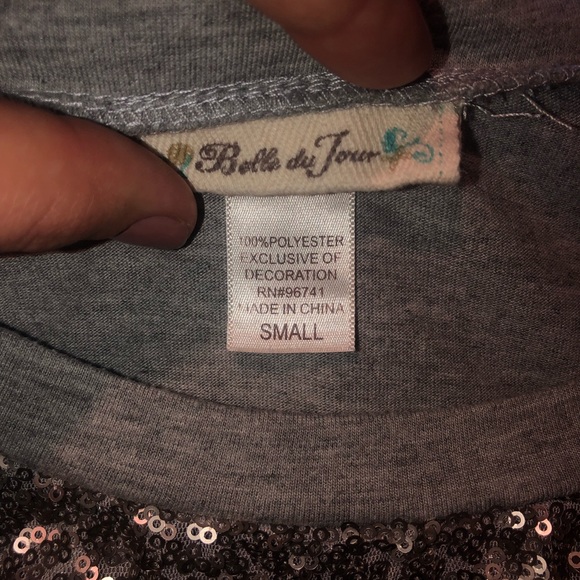 Belle du Jour
100%POLYESTER
EXCLUSIVE OF
DECORATION
RN#96741
MADE IN CHINA
SMALL